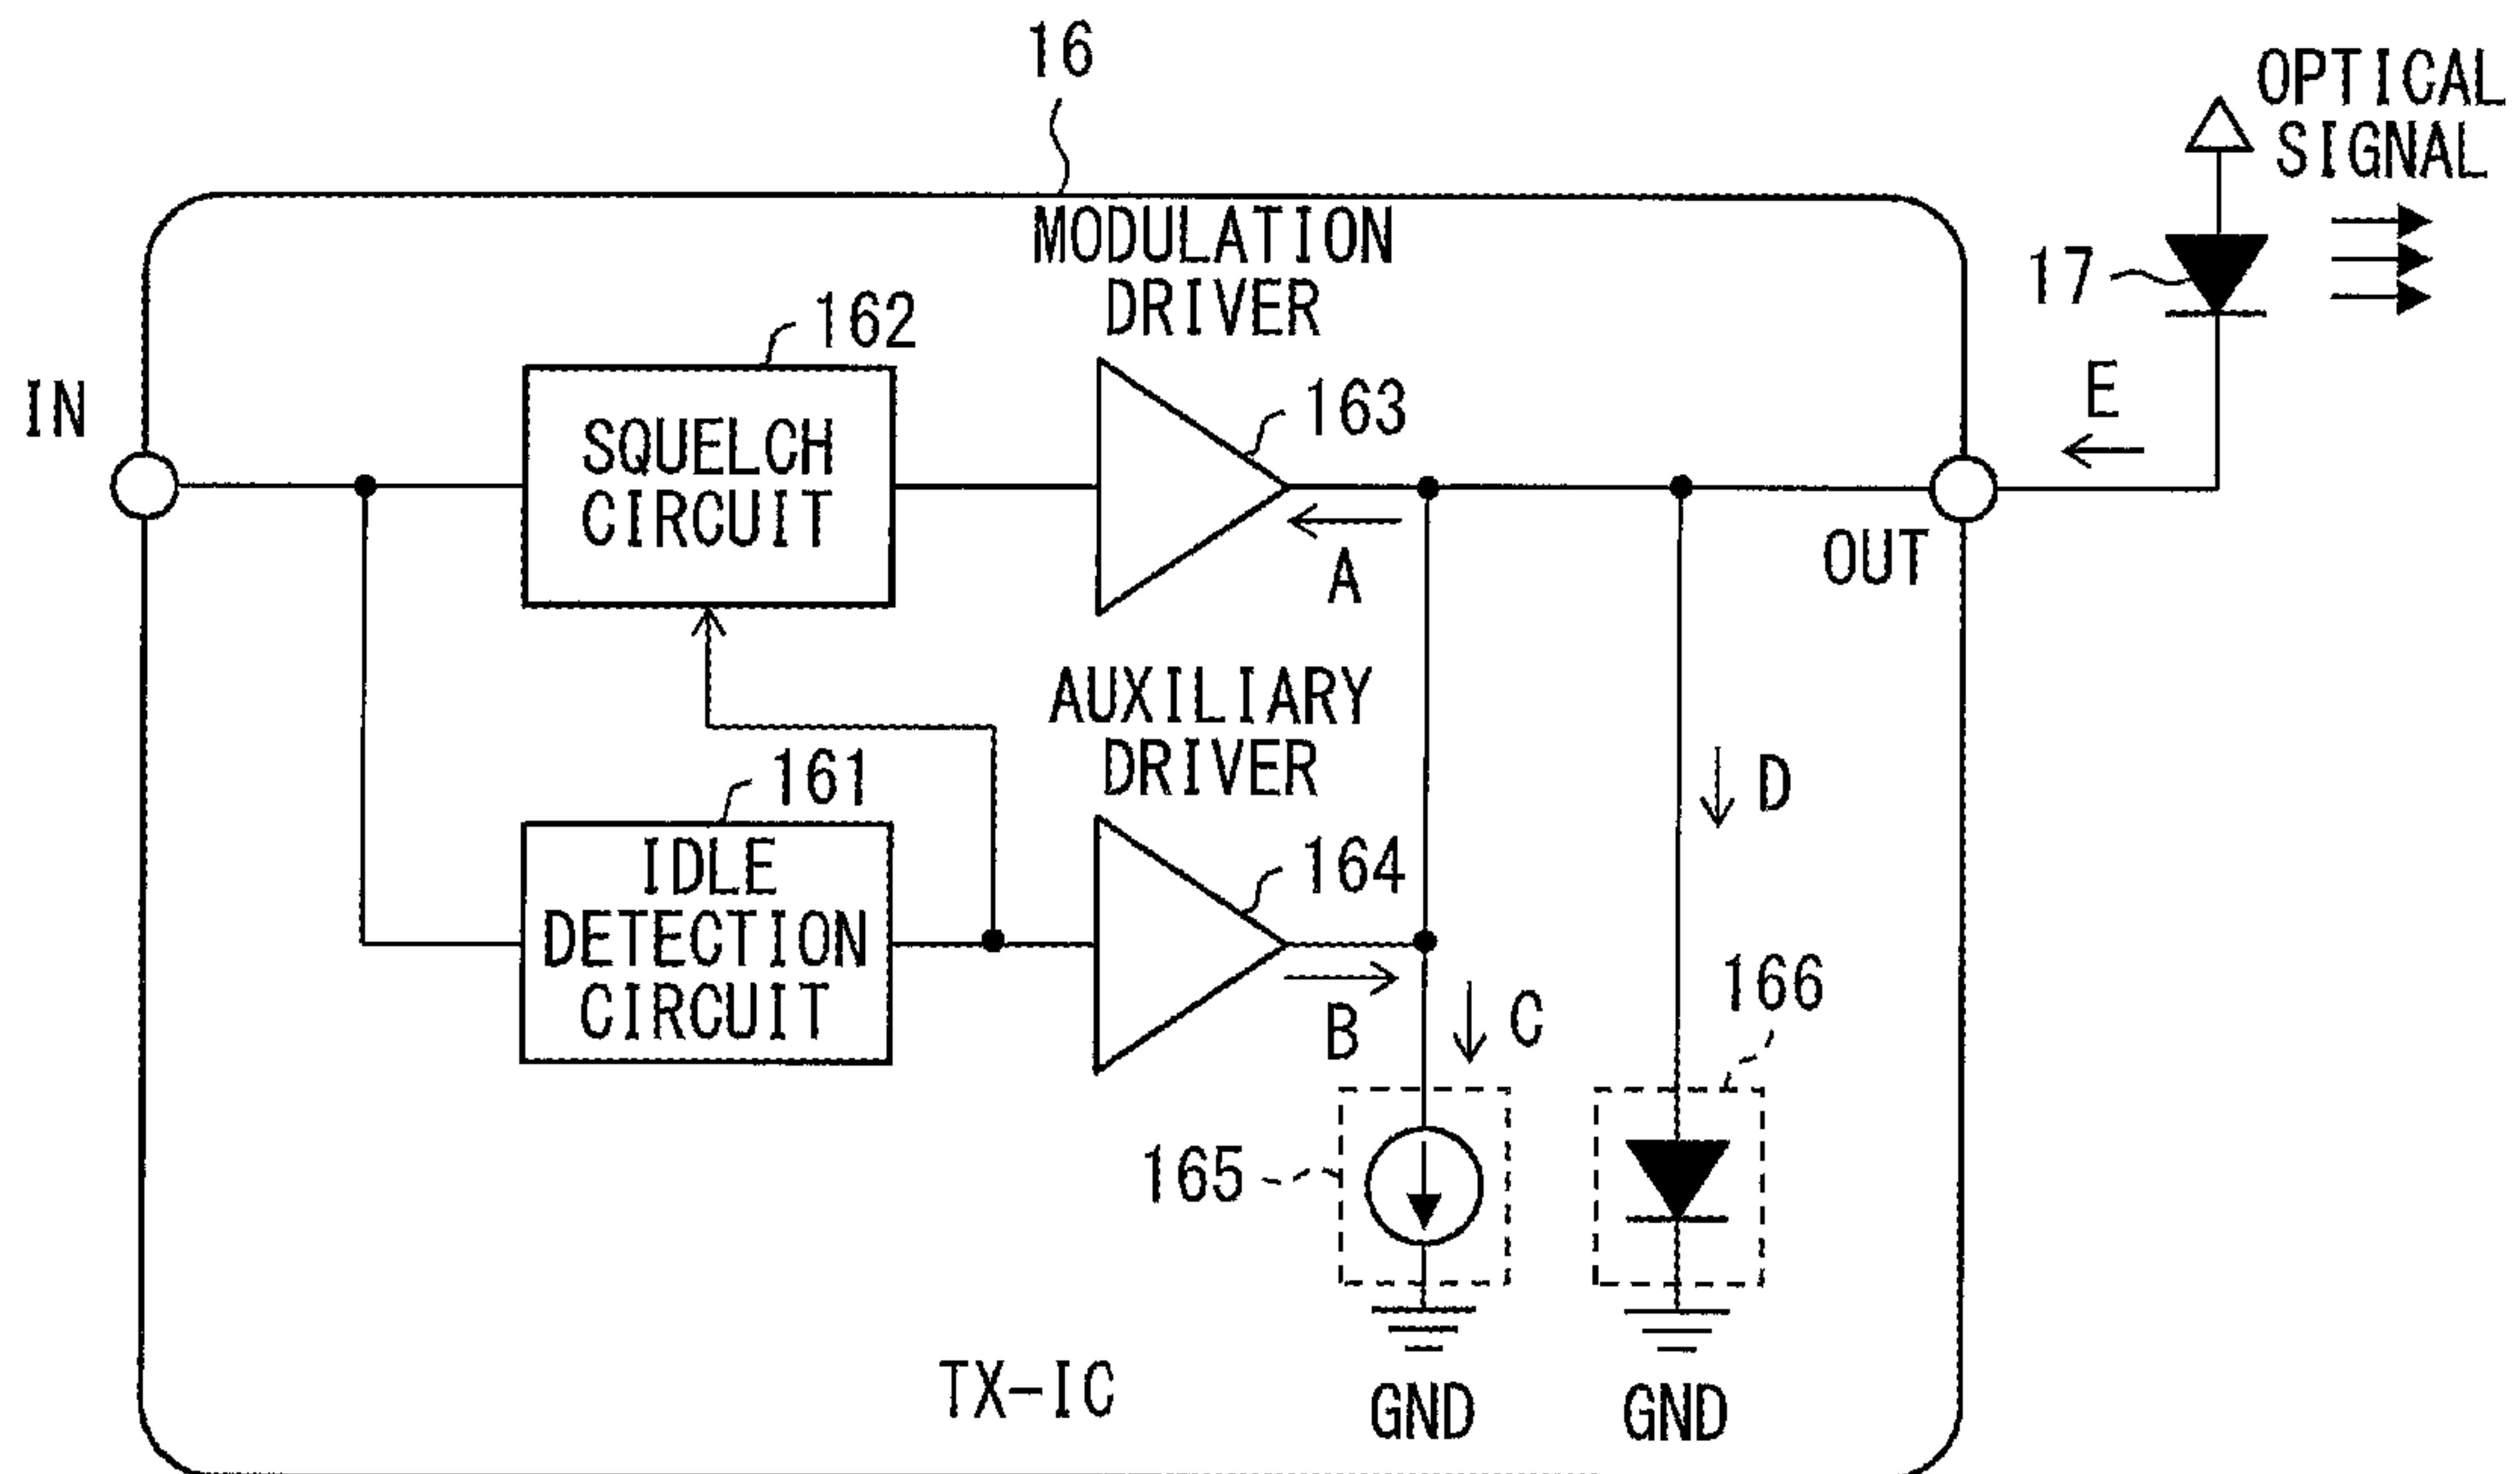 16
OPTICAL
SIGNAL
MODULATION
DRIVER
17
162
IN
163
E
SQUELCH
CIRCUIT
OUT
A
AUXILIARY
DRIVER
161
D
IDLE
DETECTION
CIRCUIT
164
166
B
C
165
TX-IC
GND
GND